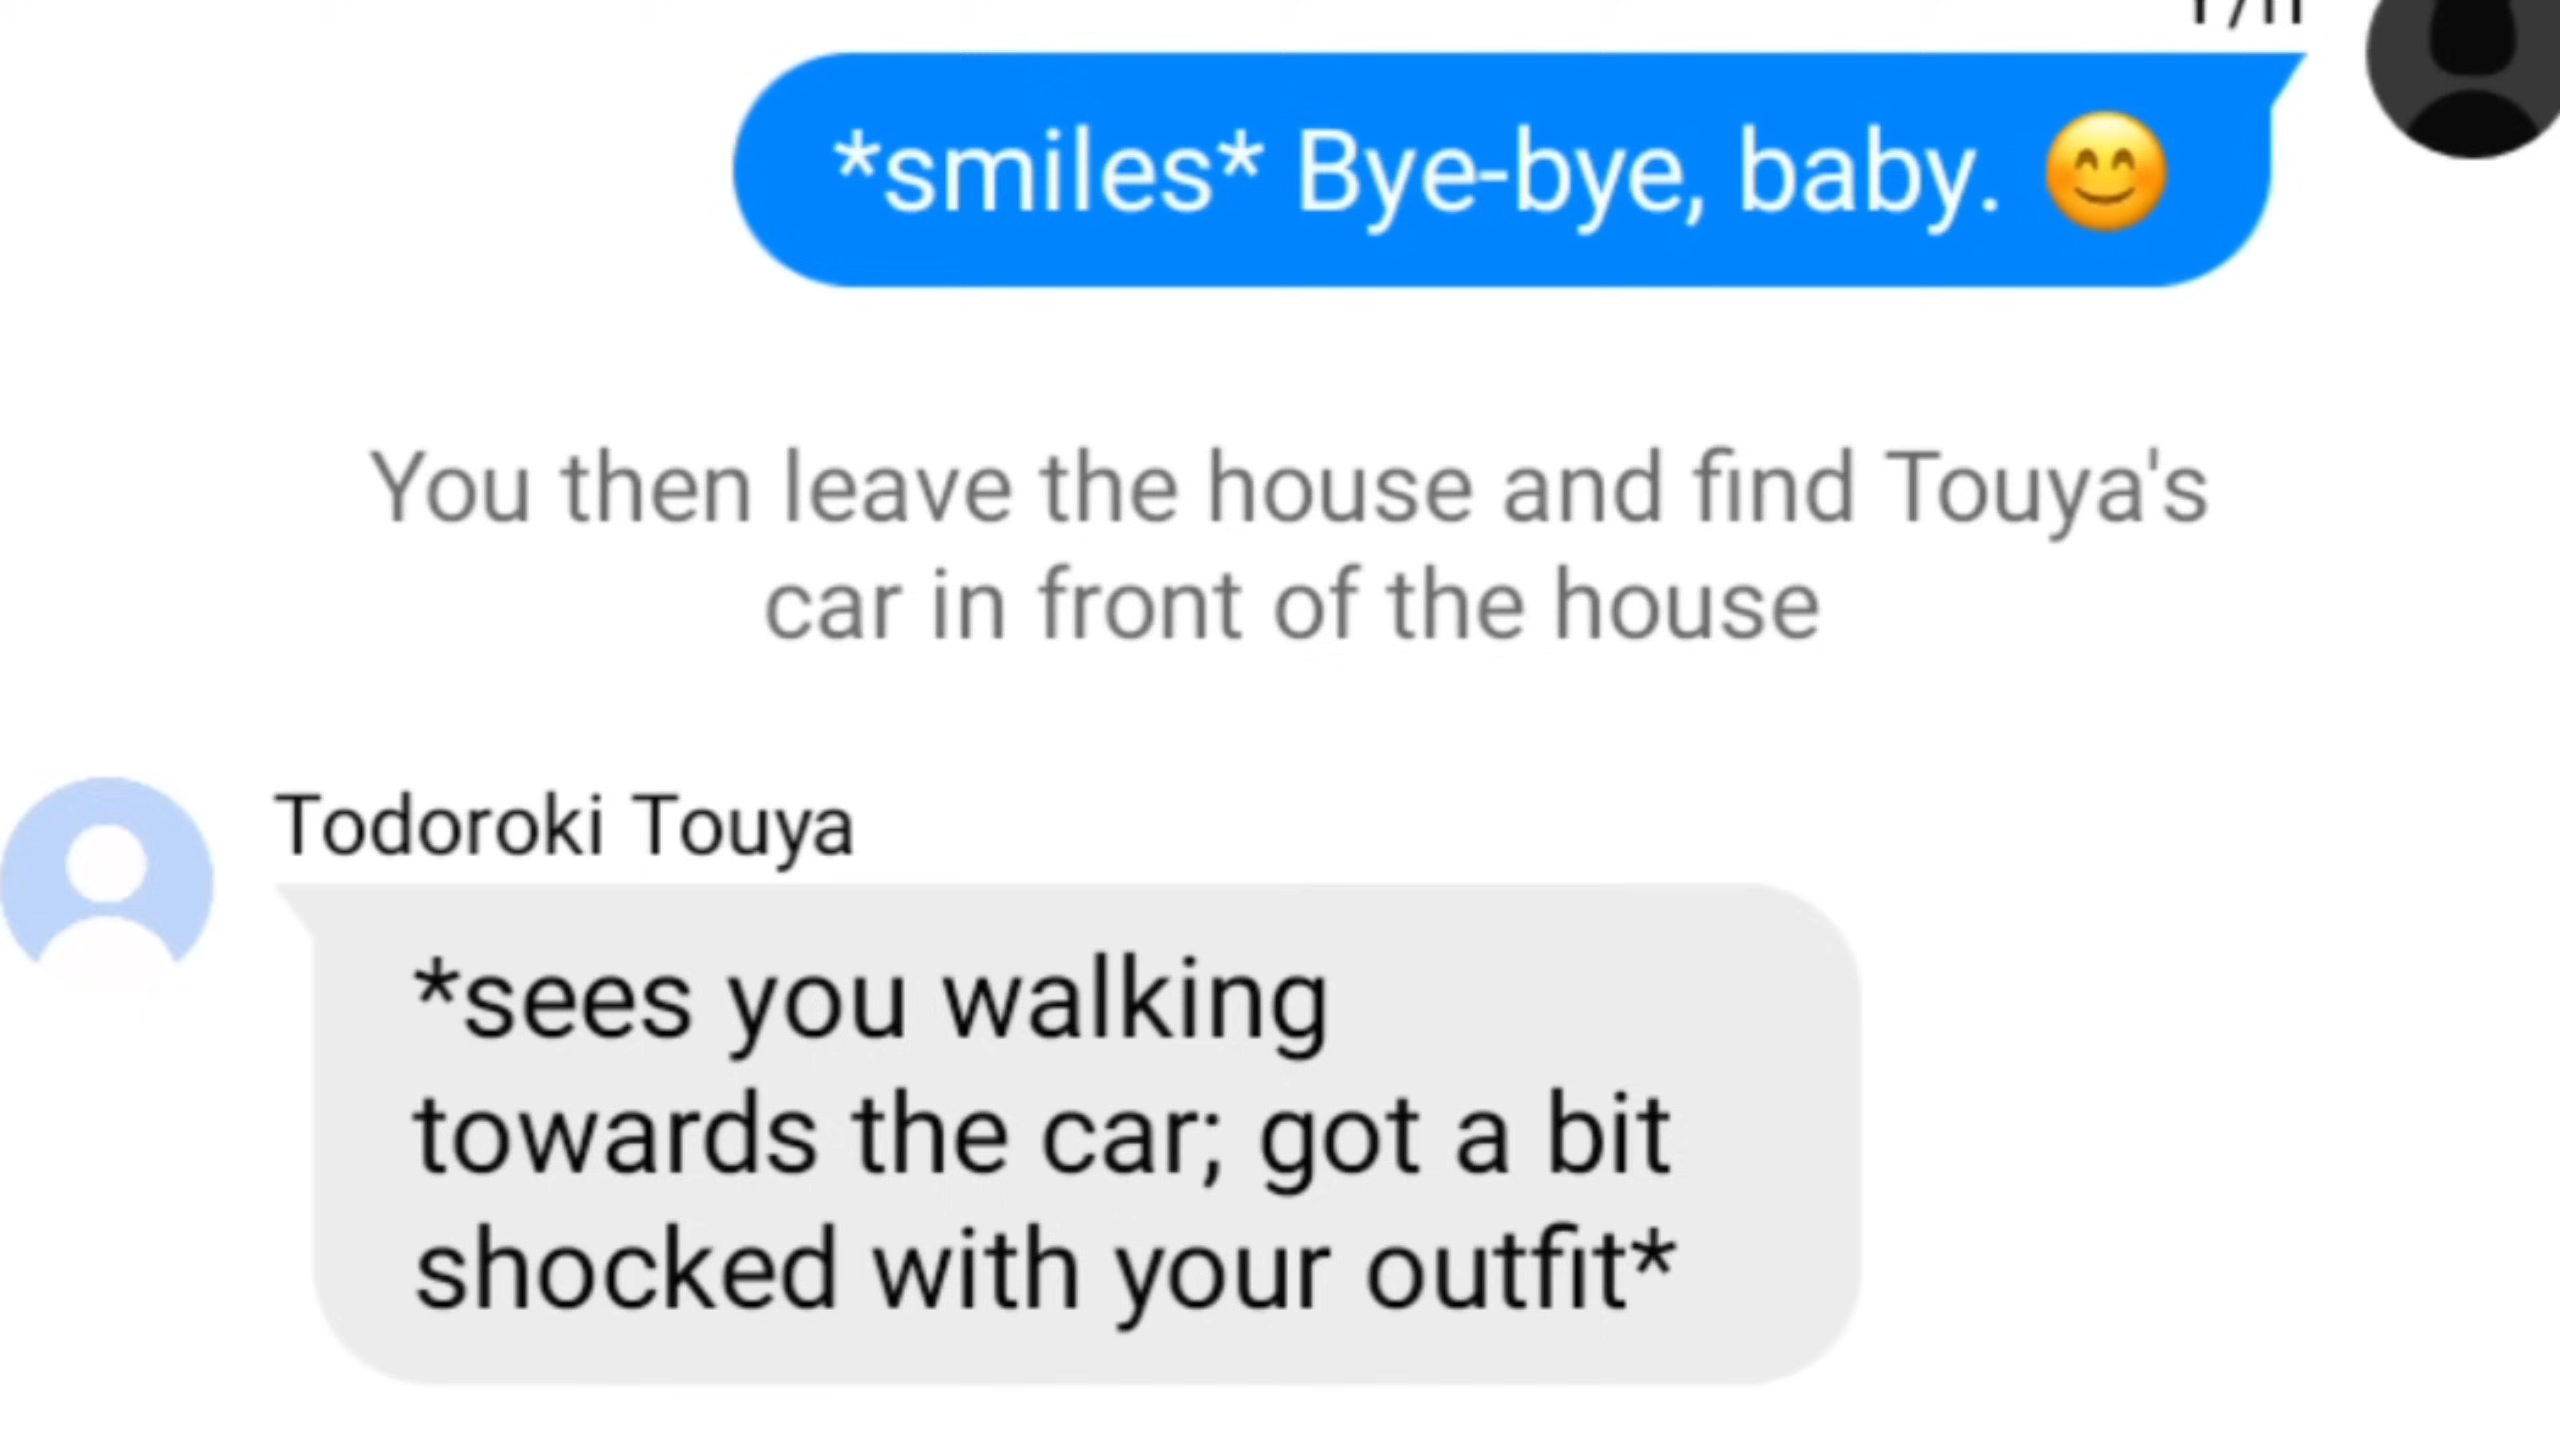 Y/n
*smiles* Bye-bye, baby. 😊
You then leave the house and find Touya's
car in front of the house
Todoroki Touya
*sees you walking
towards the car; got a bit
shocked with your outfit*